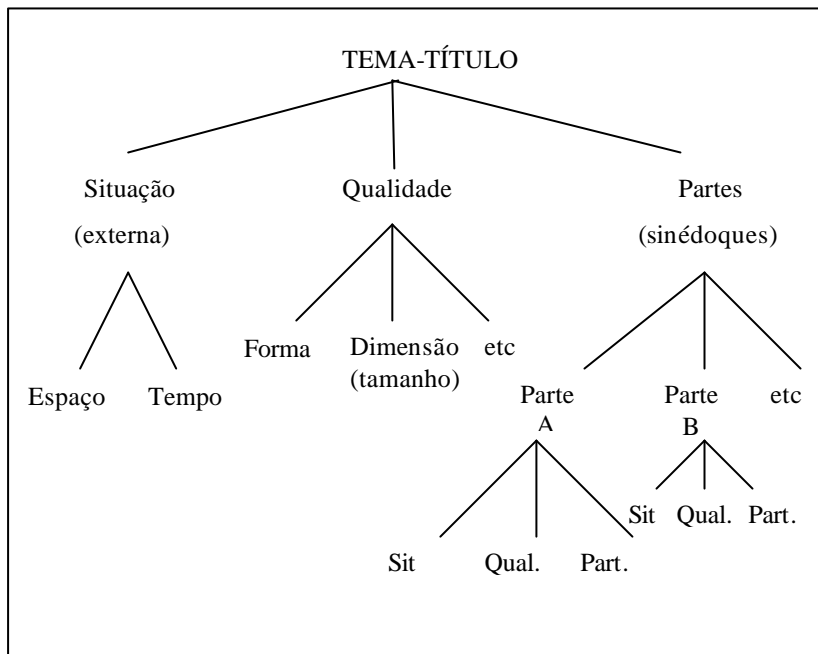 TEMA-TÍTULO
Situação
(externa)
Qualidade
Partes
(sinédoques)
Forma
Dimensão
(tamanho)
etc
Espaço
Tempo
Parte
A
Parte
B
etc
Sit
Qual.
Part.
Sit
Qual.
Part.